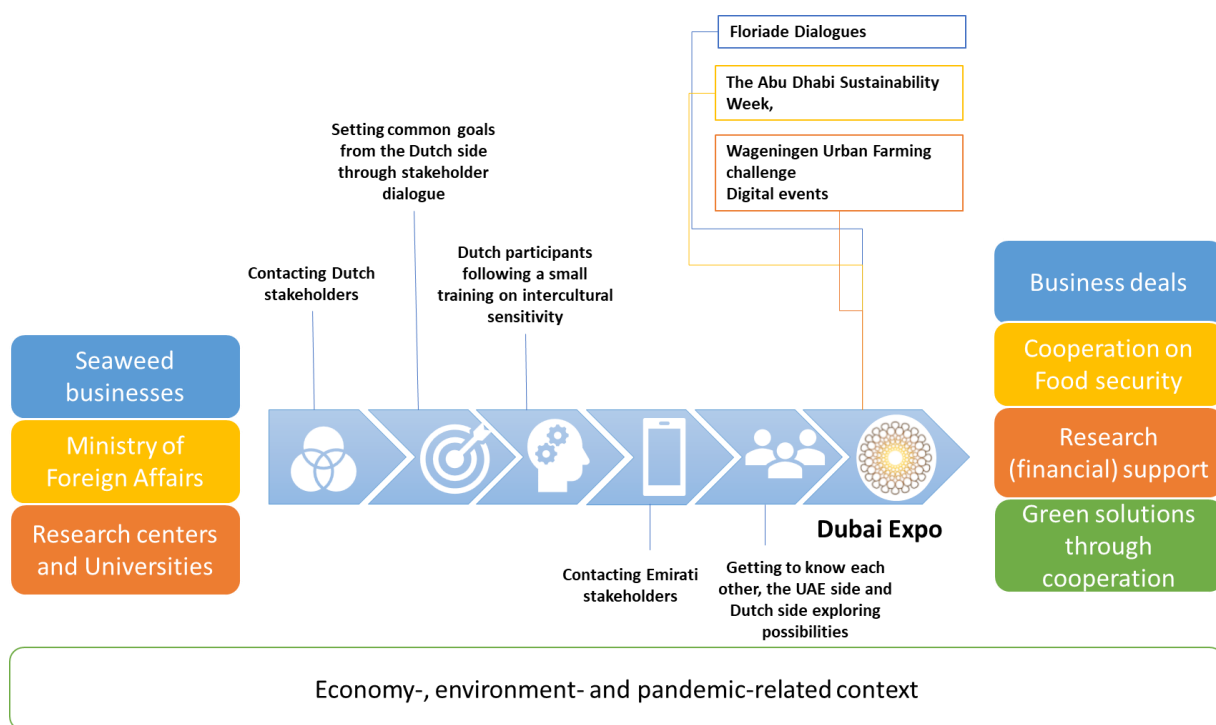 Floriade Dialogues
The Abu Dhabi Sustainability
Week,
Wageningen Urban Farming
challenge
Digital events
Setting common goals
from the Dutch side
through stakeholder
dialogue
Contacting Dutch
stakeholders
Dutch participants
following a small
training on intercultural
sensitivity
Seaweed
businesses
Ministry of
Foreign Affairs
Research centers
and Universities
Dubai Expo
Contacting Emirati
stakeholders
Getting to know each
other, the UAE side and
Dutch side exploring
possibilities
Business deals
Cooperation on
Food security
Research
(financial) support
Green solutions
through
cooperation
Economy-, environment- and pandemic-related context